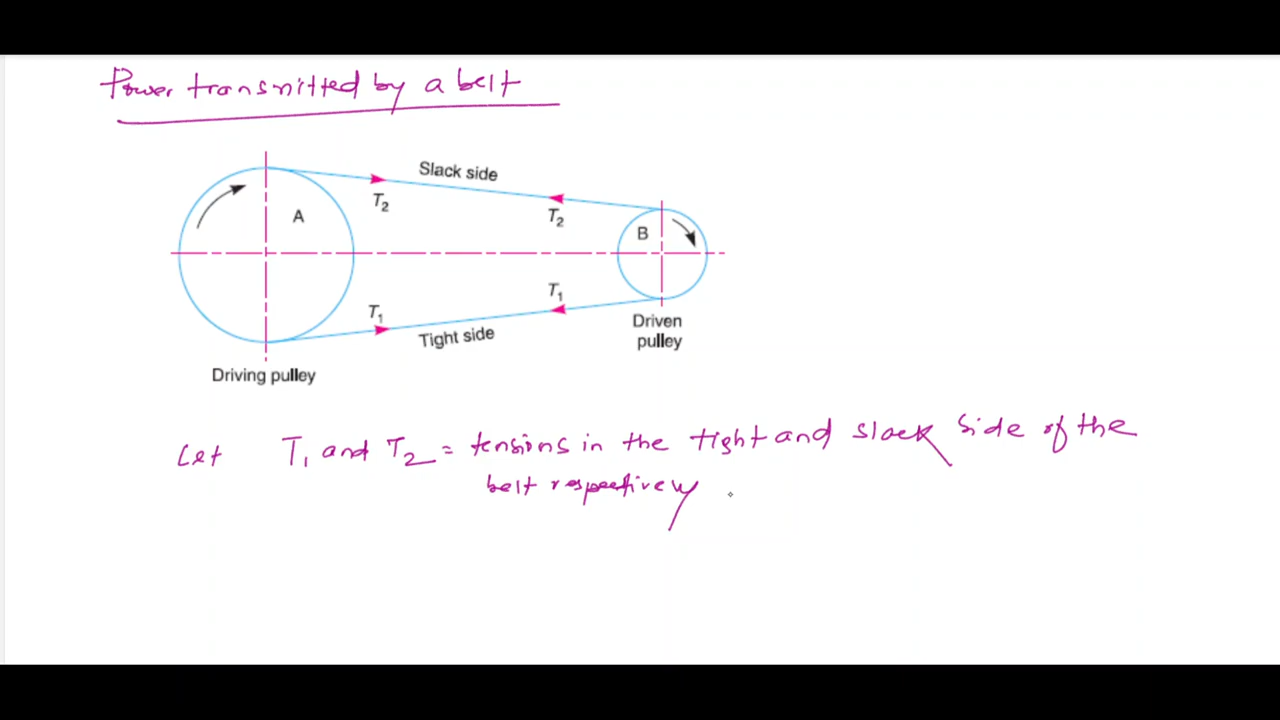 Power transmitted by a belt
Slack side
T2
T2
A
B
T1
T1
Tight side
Driven
pulley
Driving pulley
Let T1 and T2 = tensions in the tight and slack side of the
belt respectively